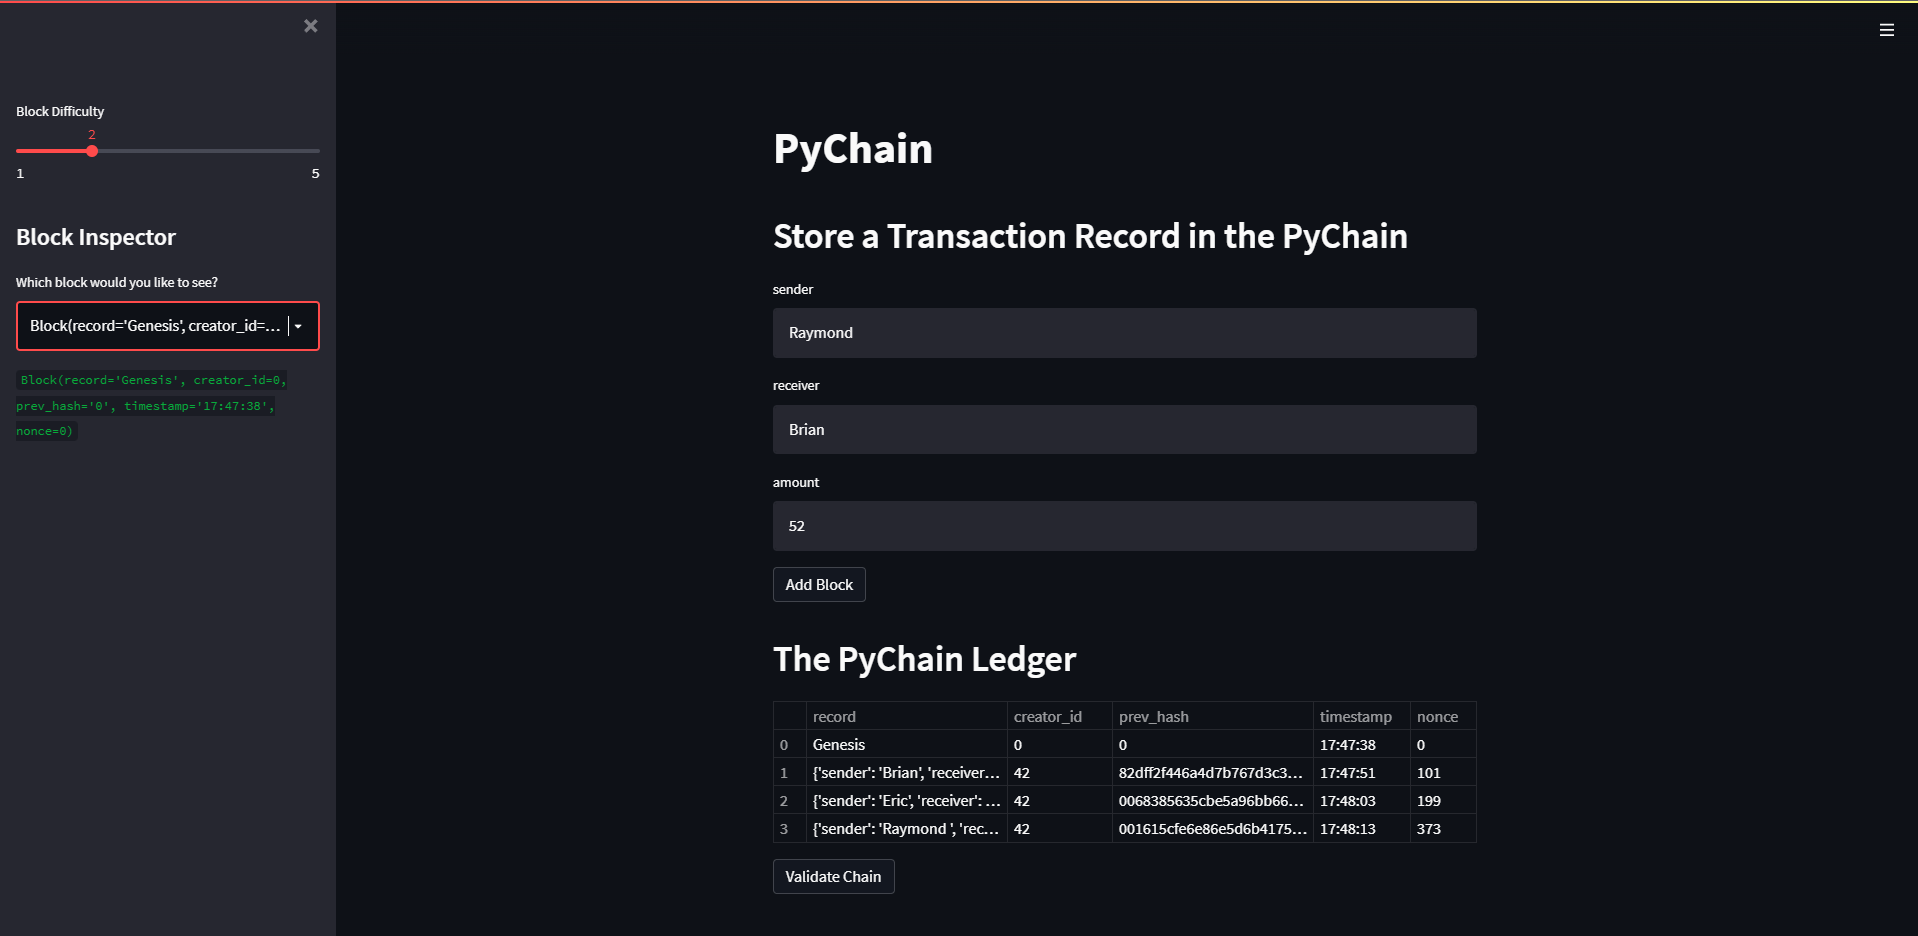 Block Difficulty
2
1 5
Block Inspector
Which block would you like to see?
Block(record='Genesis', creator_id=...
Block(record='Genesis', creator_id=0,
prev_hash='0', timestamp='17:47:38',
nonce=0)
PyChain
Store a Transaction Record in the PyChain
sender
Raymond
receiver
Brian
amount
52
Add Block
The PyChain Ledger
record creator_id prev_hash timestamp nonce
0 Genesis 0 0 17:47:38 0
1 {'sender': 'Brian', 'receiver... 42 82dff2f446a4d7b767d3c3... 17:47:51 101
2 {'sender': 'Eric', 'receiver': ... 42 0068385635cbe5a96bb66... 17:48:03 199
3 {'sender': 'Raymond ', 'rec... 42 001615cfe6e86e5d6b4175... 17:48:13 373
Validate Chain